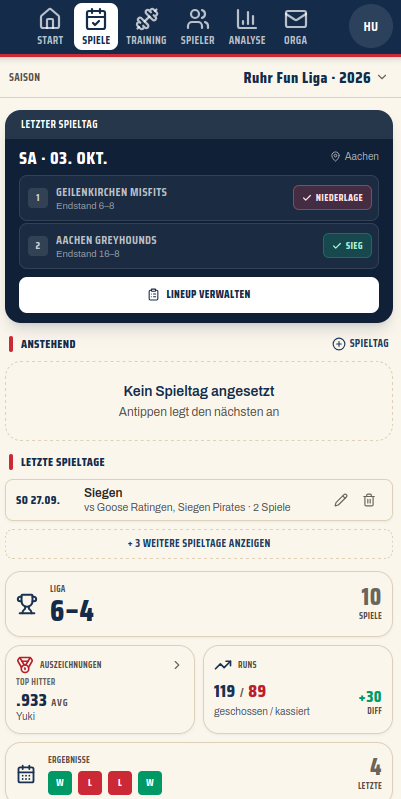 START
SPIELE
TRAINING
SPIELER
ANALYSE
ORGA
HU
SAISON
Ruhr Fun Liga · 2026
LETZTER SPIELTAG
SA · 03. OKT.
Aachen
1
GEILENKIRCHEN MISFITS
Endstand 6–8
NIEDERLAGE
2
AACHEN GREYHOUNDS
Endstand 16–8
SIEG
LINEUP VERWALTEN
ANSTEHEND
SPIELTAG
Kein Spieltag angesetzt
Antippen legt den nächsten an
LETZTE SPIELTAGE
SO 27.09.
Siegen
vs Goose Ratingen, Siegen Pirates · 2 Spiele
+ 3 WEITERE SPIELTAGE ANZEIGEN
LIGA
6–4
10
SPIELE
AUSZEICHNUNGEN
TOP HITTER
.933 AVG
Yuki
RUNS
119 / 89
geschossen / kassiert
+30
DIFF
ERGEBNISSE
W L L W
4
LETZTE